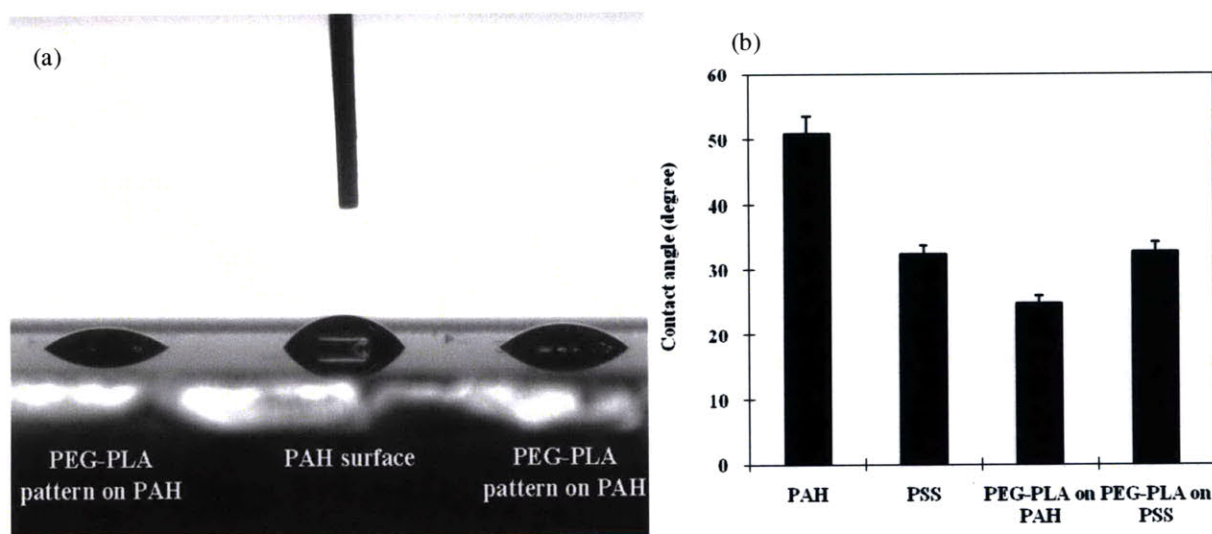 (a)
PEG-PLA
pattern on PAH
PAH surface
PEG-PLA
pattern on PAH
(b)
Contact angle (degree)
60
50
40
30
20
10
0
PAH
PSS
PEG-PLA on
PAH
PEG-PLA on
PSS